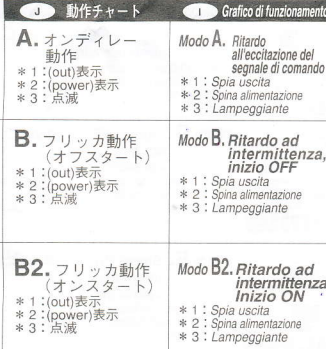 J 動作チャート
I Grafico di funzionamento
A. オンディレー
動作
＊1：(out)表示
＊2：(power)表示
＊3：点滅
Modo A. Ritardo
all'eccitazione del
segnale di comando
＊1：Spia uscita
＊2：Spina alimentazione
＊3：Lampeggiante
B. フリッカ動作
（オフスタート）
＊1：(out)表示
＊2：(power)表示
＊3：点滅
Modo B. Ritardo ad
intermittenza,
inizio OFF
＊1：Spia uscita
＊2：Spina alimentazione
＊3：Lampeggiante
B2. フリッカ動作
（オンスタート）
＊1：(out)表示
＊2：(power)表示
＊3：点滅
Modo B2. Ritardo ad
intermittenza
Inizio ON
＊1：Spia uscita
＊2：Spina alimentazione
＊3：Lampeggiante